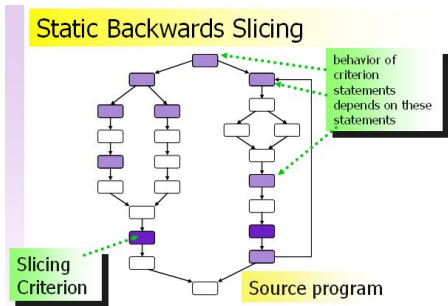 Static Backwards Slicing
behavior of
criterion
statements
depends on these
statements
Slicing
Criterion
Source program